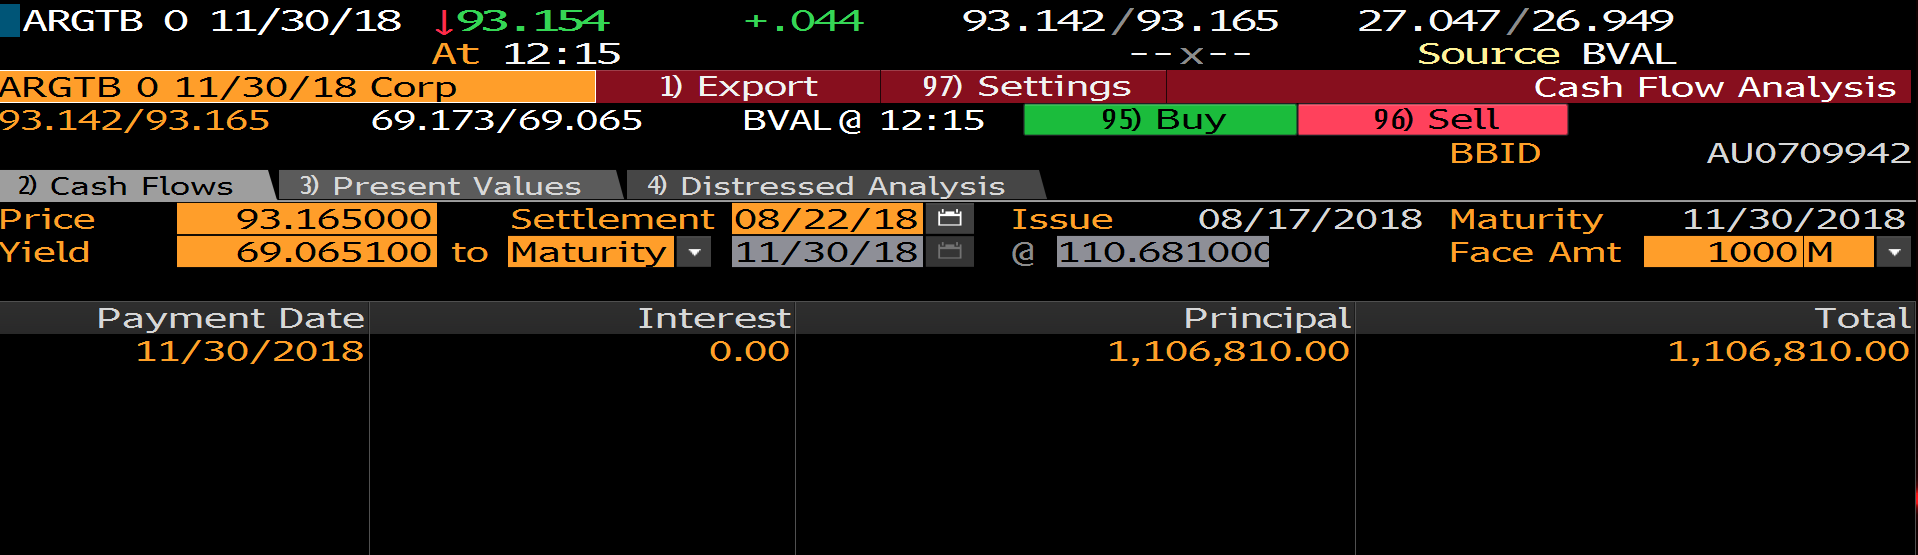 ARGTB 0 11/30/18 ↓93.154 +.044 93.142/93.165 27.047/26.949
At 12:15 --x-- Source BVAL
ARGTB 0 11/30/18 Corp 1) Export 97) Settings Cash Flow Analysis
93.142/93.165 69.173/69.065 BVAL@ 12:15 95) Buy 96) Sell
BBID AU0709942
2) Cash Flows 3) Present Values 4) Distressed Analysis
Price 93.165000 Settlement 08/22/18 Issue 08/17/2018 Maturity 11/30/2018
Yield 69.065100 to Maturity 11/30/18 @ 110.681000 Face Amt 1000 M
Payment Date Interest Principal Total
11/30/2018 0.00 1,106,810.00 1,106,810.00